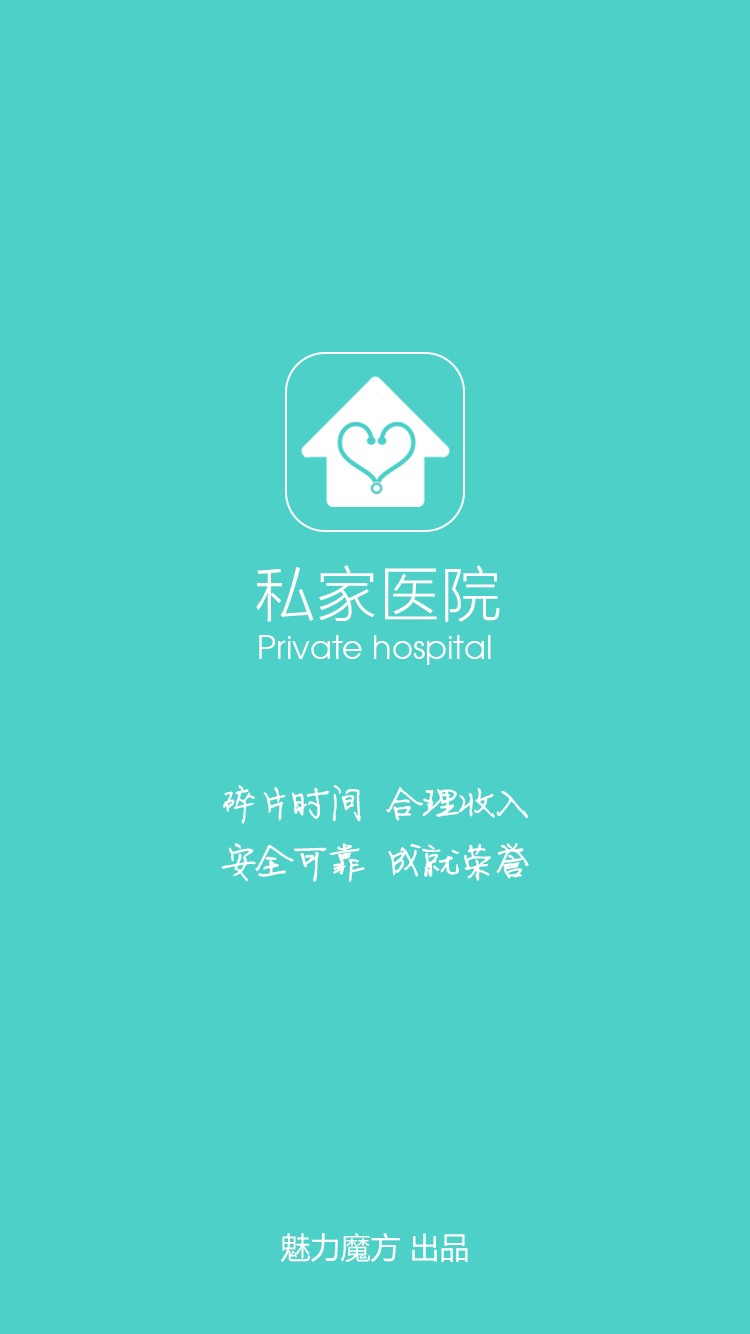 私家医院
Private hospital
碎片时间 合理收入
安全可靠 成就荣誉
魅力魔方 出品